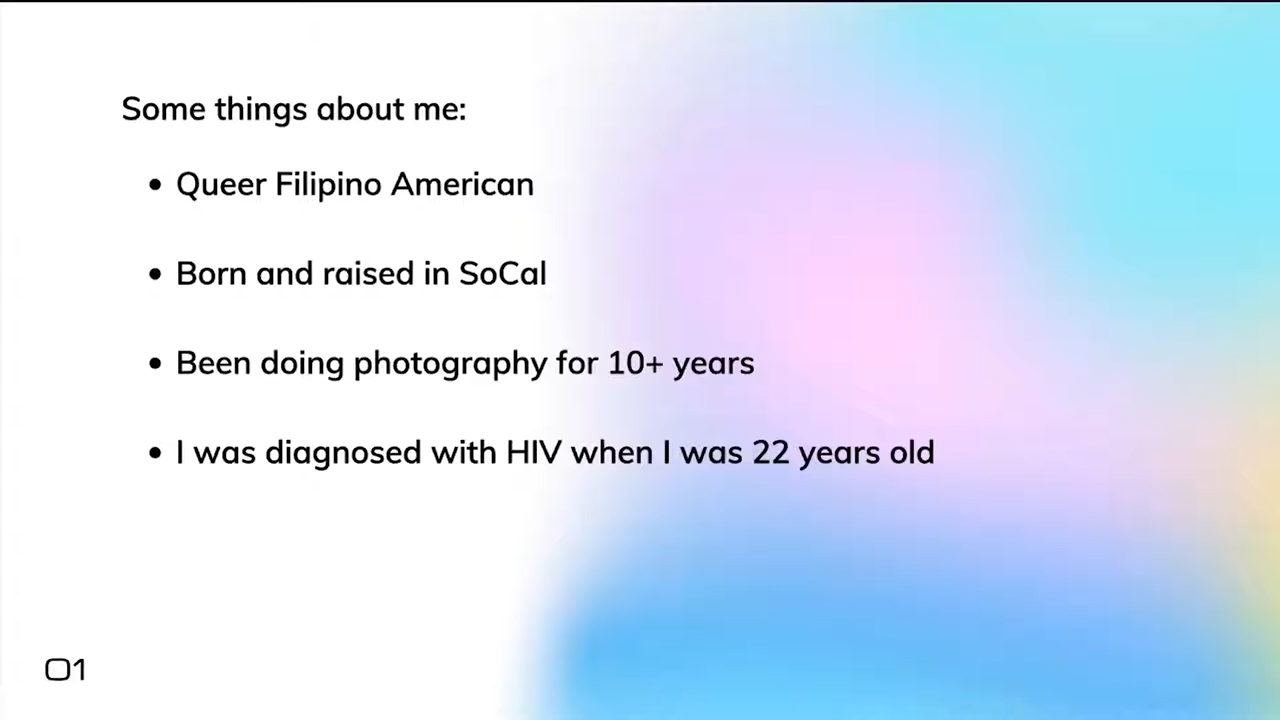 Some things about me:
• Queer Filipino American
• Born and raised in SoCal
• Been doing photography for 10+ years
• I was diagnosed with HIV when I was 22 years old
01